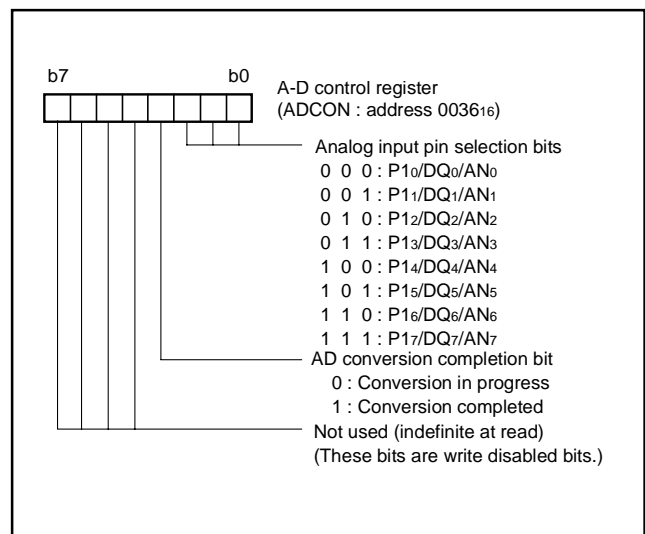 b7 b0
A-D control register
(ADCON : address 0036₁₆)
Analog input pin selection bits
0 0 0 : P1₀/DQ₀/AN₀
0 0 1 : P1₁/DQ₁/AN₁
0 1 0 : P1₂/DQ₂/AN₂
0 1 1 : P1₃/DQ₃/AN₃
1 0 0 : P1₄/DQ₄/AN₄
1 0 1 : P1₅/DQ₅/AN₅
1 1 0 : P1₆/DQ₆/AN₆
1 1 1 : P1₇/DQ₇/AN₇
AD conversion completion bit
0 : Conversion in progress
1 : Conversion completed
Not used (indefinite at read)
(These bits are write disabled bits.)